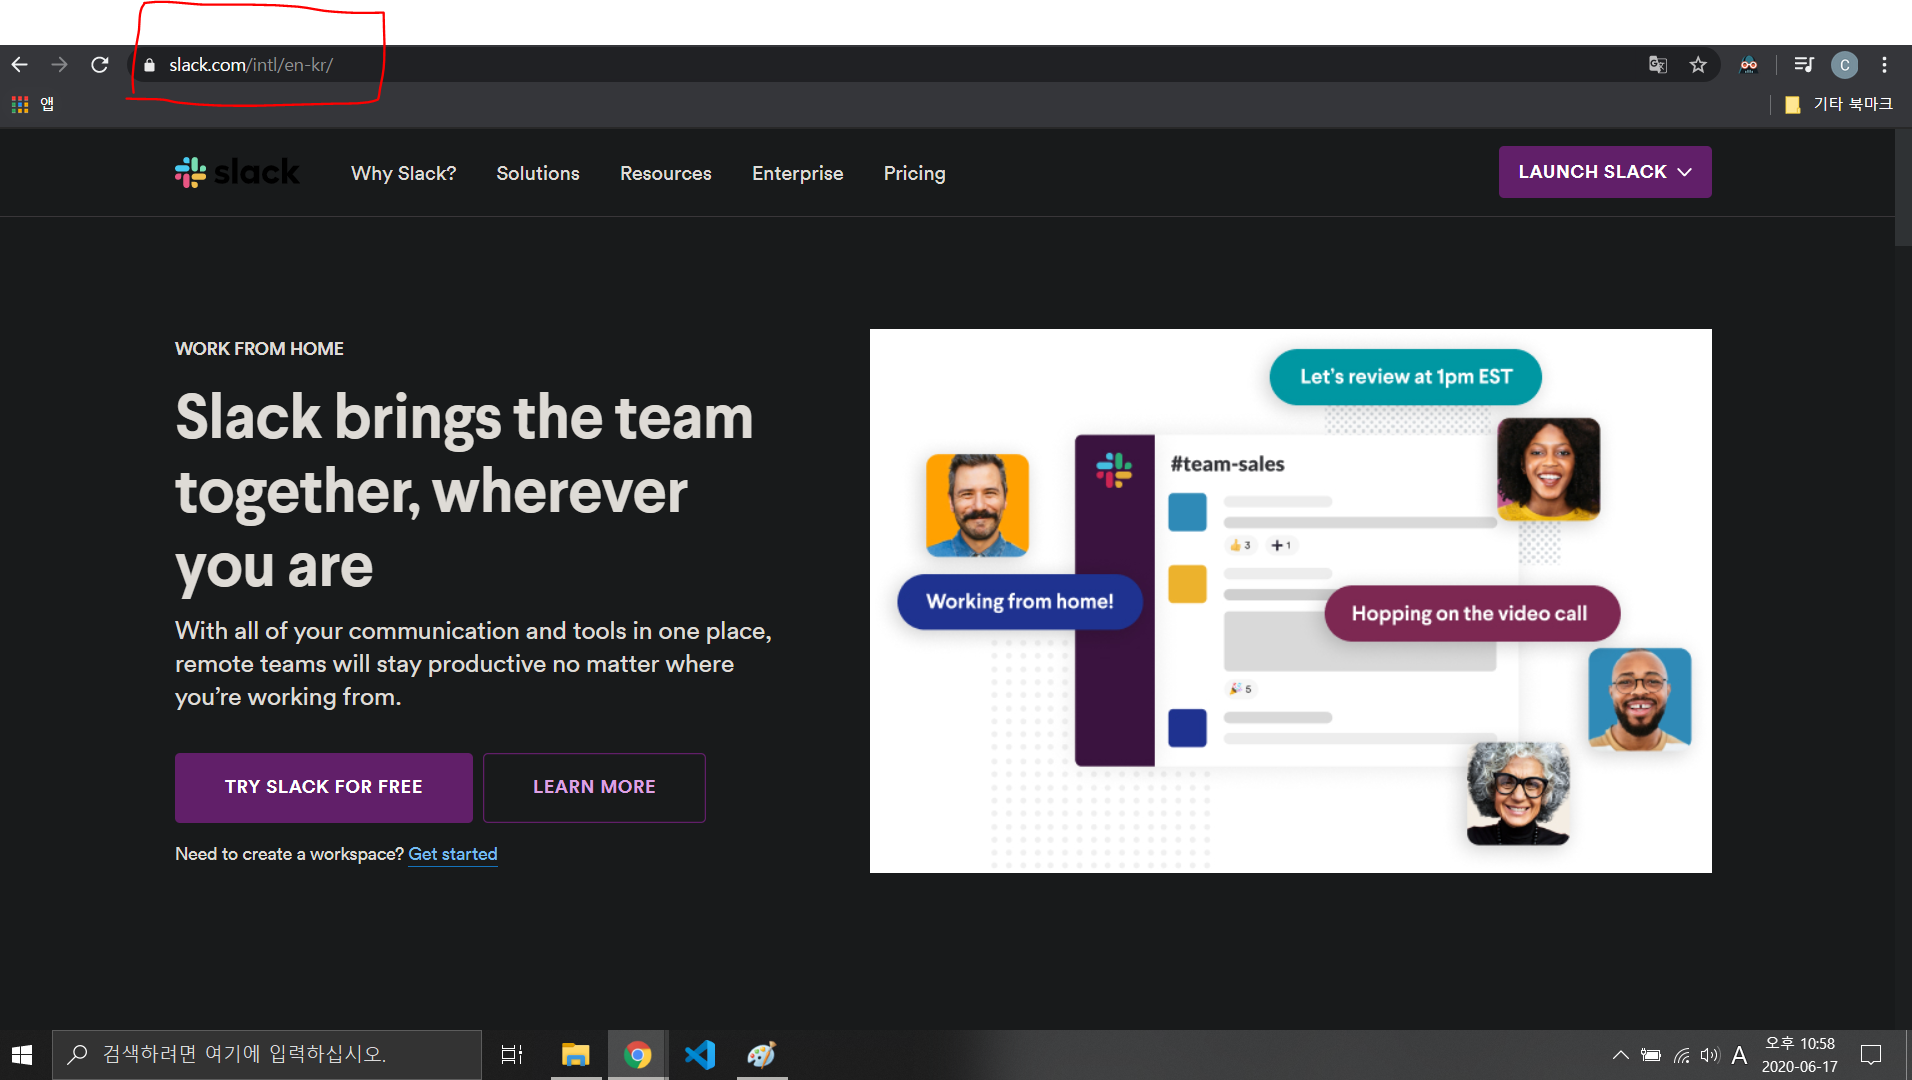 slack.com/intl/en-kr/
C
앱
기타 북마크
slack
Why Slack?
Solutions
Resources
Enterprise
Pricing
LAUNCH SLACK
WORK FROM HOME
Slack brings the team
together, wherever
you are
With all of your communication and tools in one place,
remote teams will stay productive no matter where
you’re working from.
TRY SLACK FOR FREE
LEARN MORE
Need to create a workspace? Get started
Let’s review at 1pm EST
#team-sales
3
1
Working from home!
Hopping on the video call
5
검색하려면 여기에 입력하십시오.
A
오후 10:58
2020-06-17